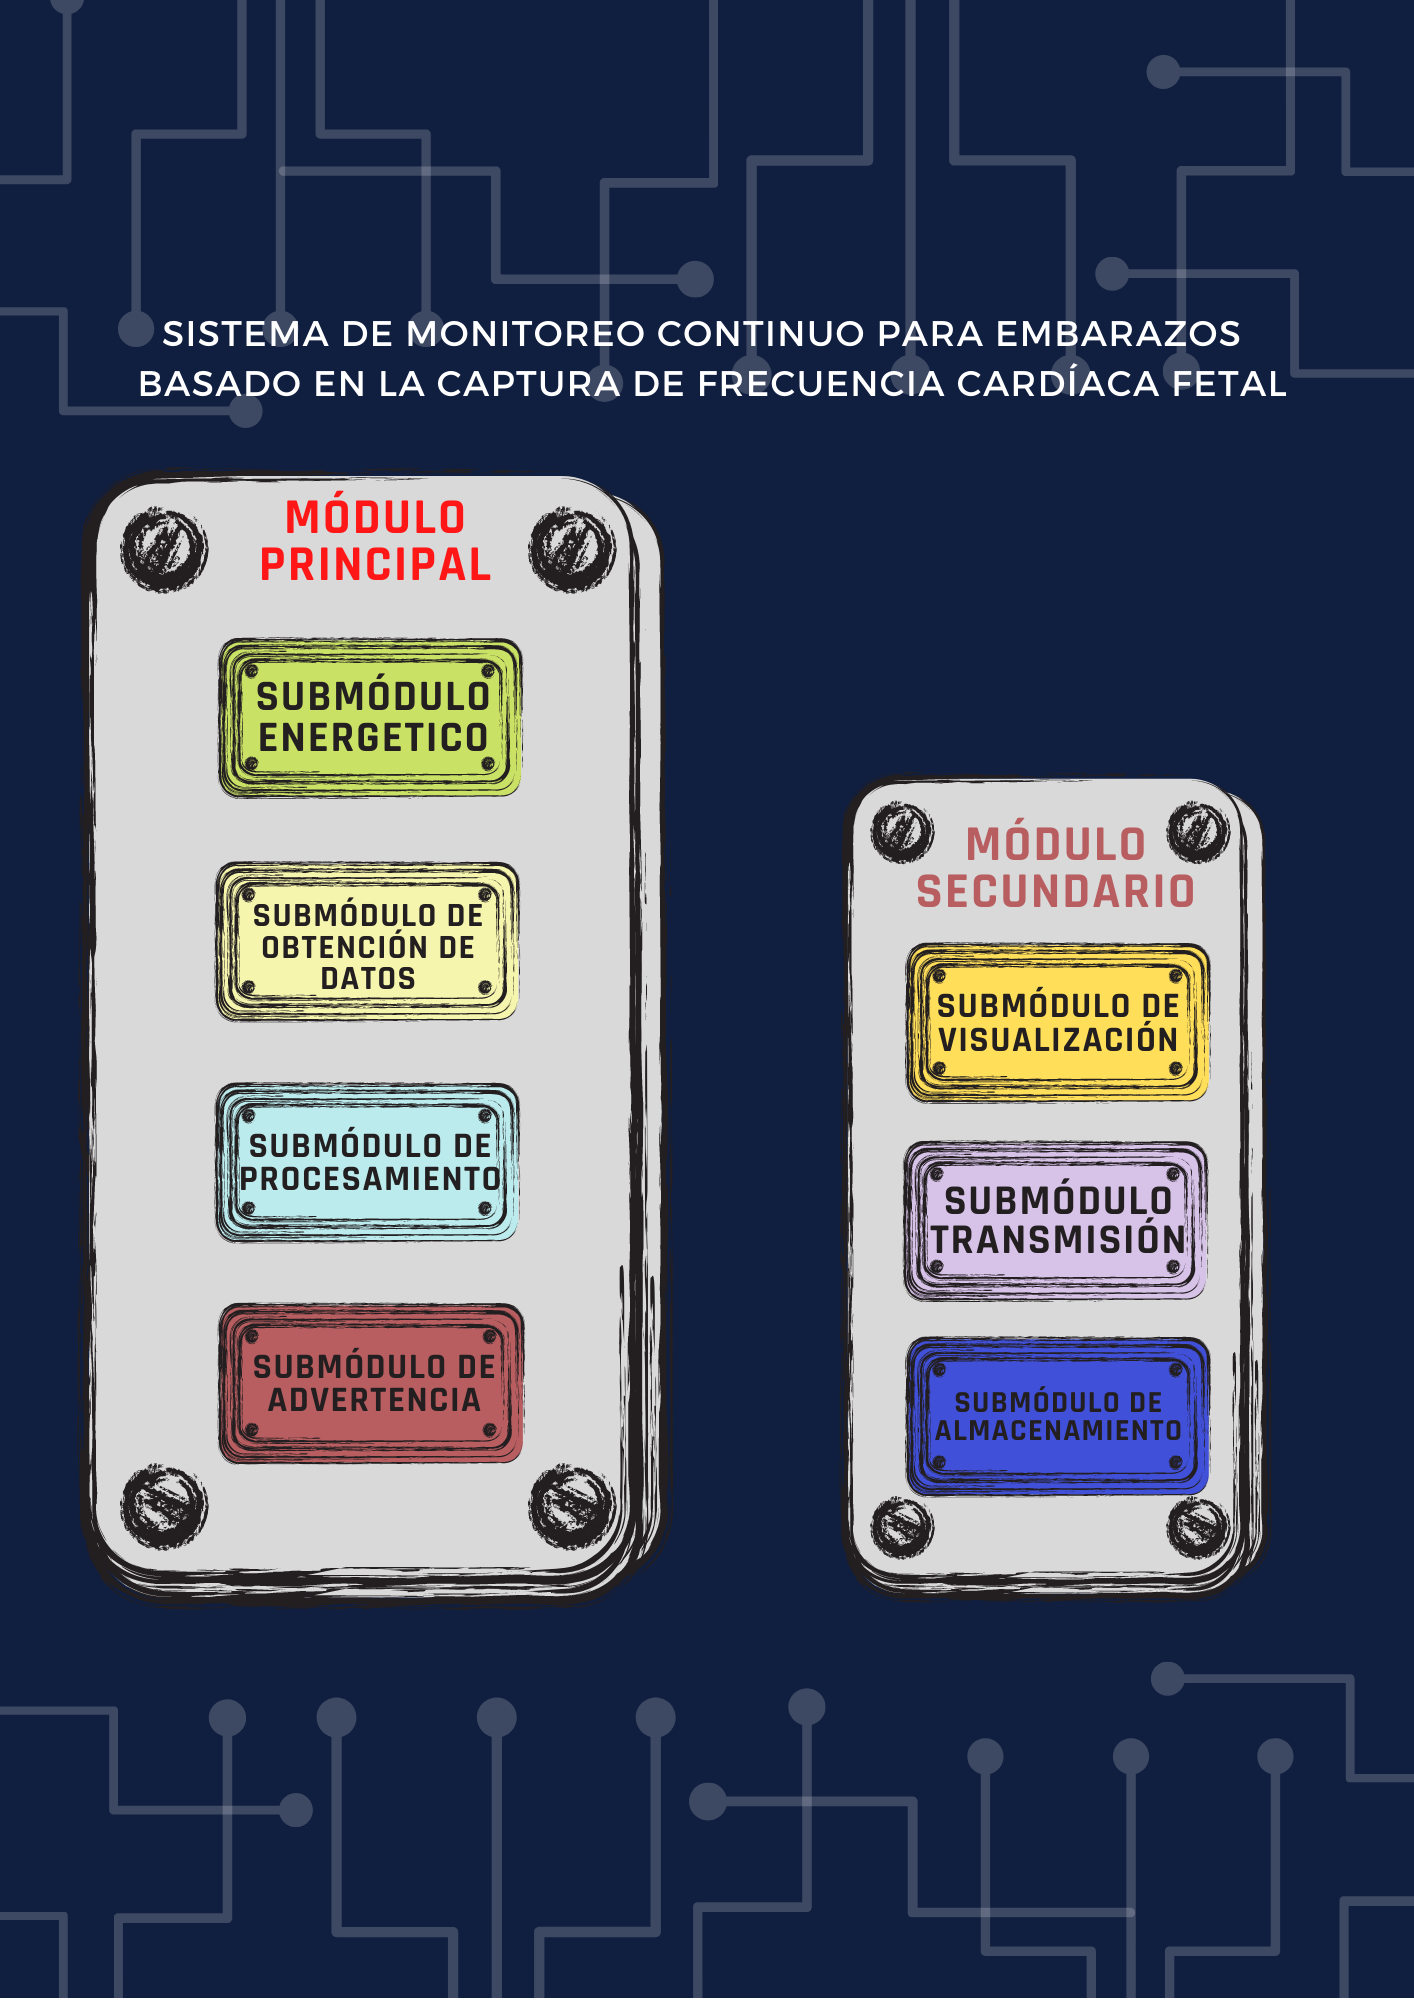 SISTEMA DE MONITOREO CONTINUO PARA EMBARAZOS
BASADO EN LA CAPTURA DE FRECUENCIA CARDÍACA FETAL
MÓDULO
PRINCIPAL
SUBMÓDULO
ENERGETICO
SUBMÓDULO DE
OBTENCIÓN DE
DATOS
SUBMÓDULO DE
PROCESAMIENTO
SUBMÓDULO DE
ADVERTENCIA
MÓDULO
SECUNDARIO
SUBMÓDULO DE
VISUALIZACIÓN
SUBMÓDULO
TRANSMISIÓN
SUBMÓDULO DE
ALMACENAMIENTO